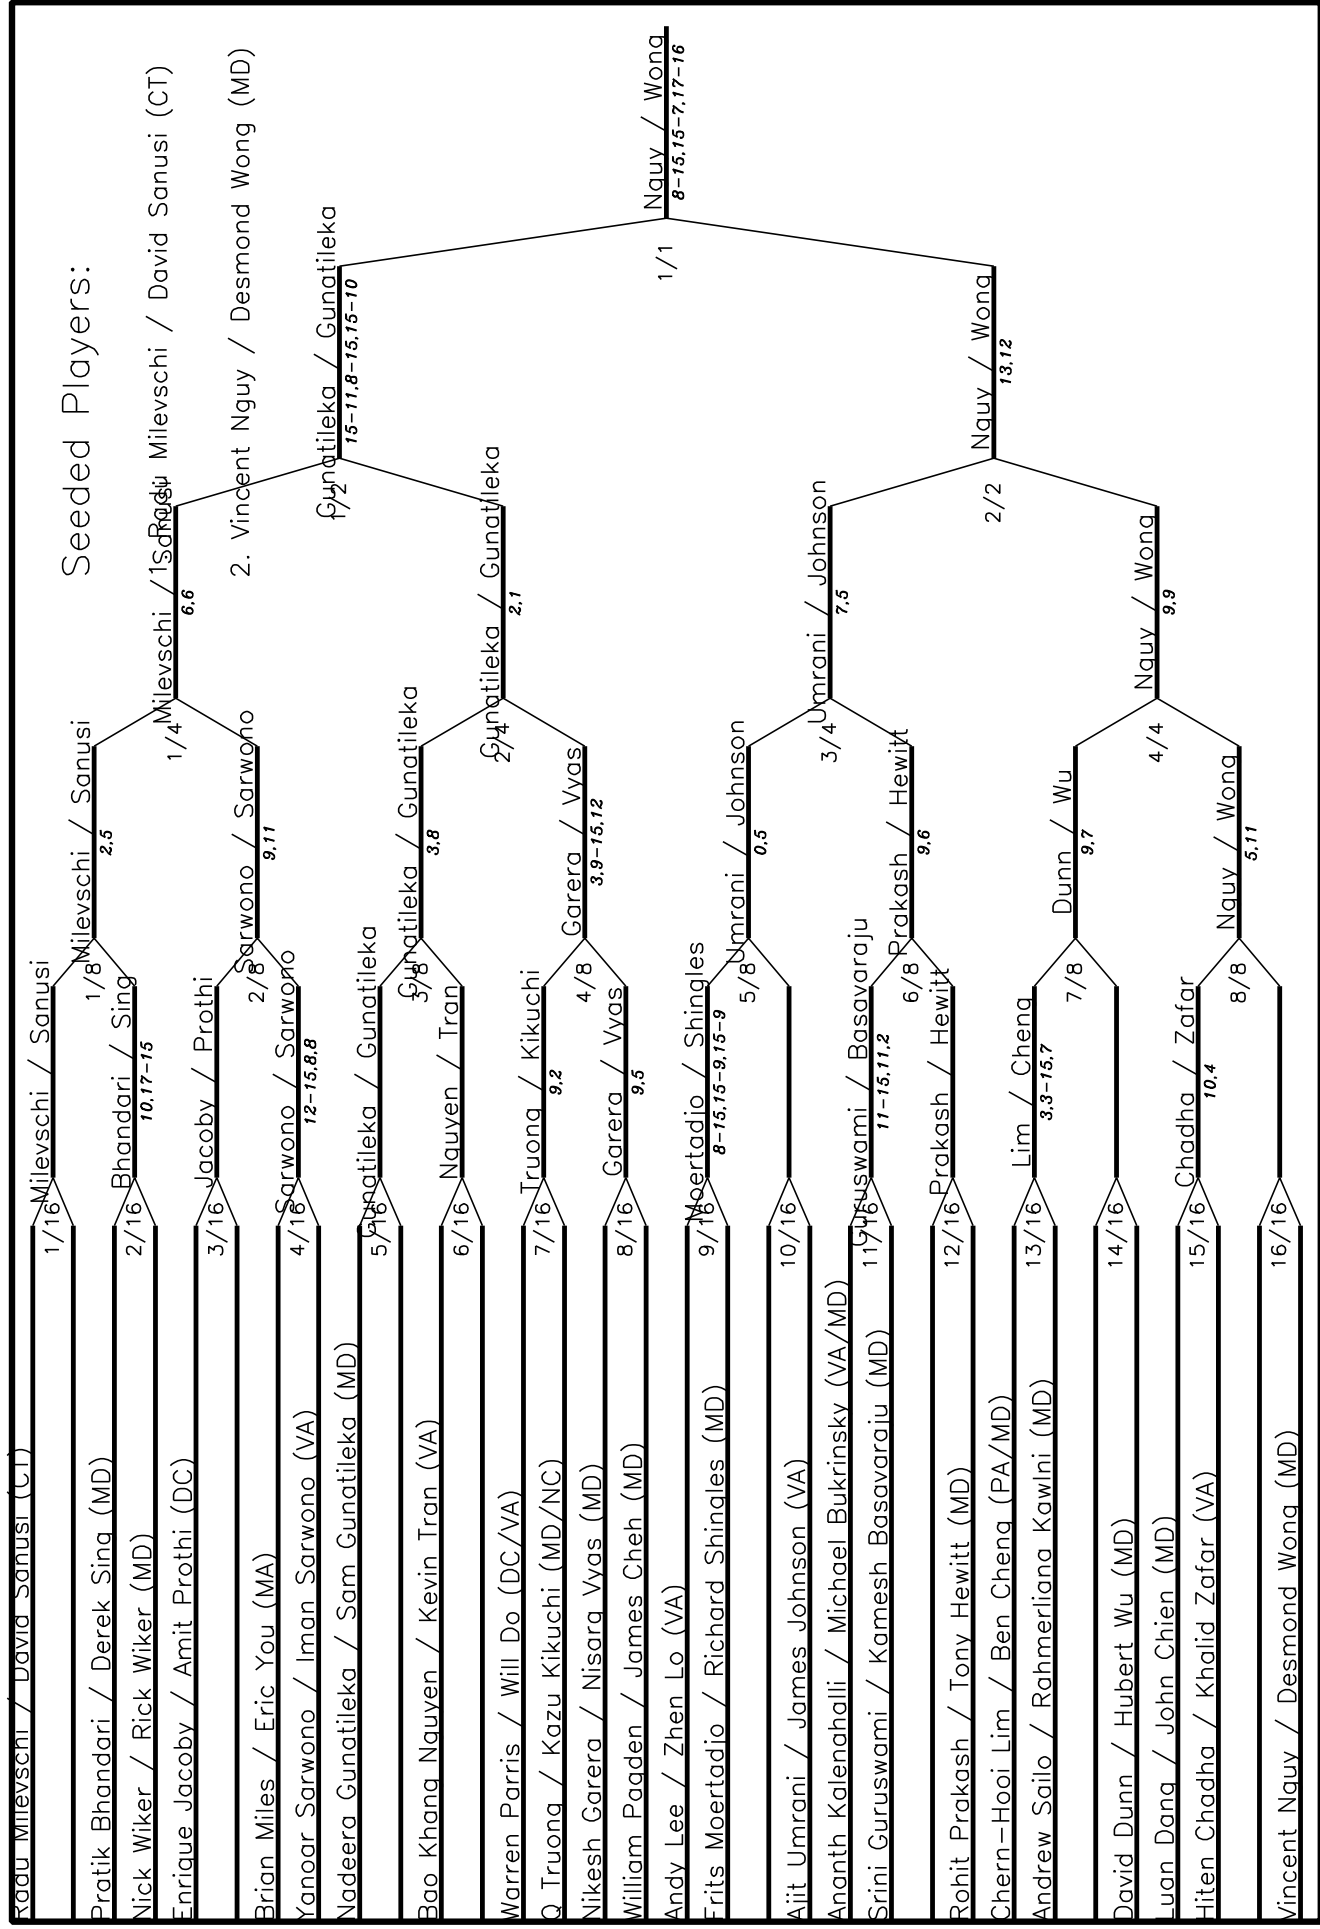 Seeded Players:
1. Radu Milevschi / David Sanusi (CT)
2. Vincent Nguy / Desmond Wong (MD)
Radu Milevschi / David Sanusi (CT)
Pratik Bhandari / Derek Sing (MD)
Nick Wiker / Rick Wiker (MD)
Enrique Jacoby / Amit Prothi (DC)
Brian Miles / Eric You (MA)
Yanoar Sarwono / Iman Sarwono (VA)
Nadeera Gunatileka / Sam Gunatileka (MD)
Bao Khang Nguyen / Kevin Tran (VA)
Warren Parris / Will Do (DC/VA)
Q Truong / Kazu Kikuchi (MD/NC)
Nikesh Garera / Nisarg Vyas (MD)
William Pagden / James Cheh (MD)
Andy Lee / Zhen Lo (VA)
Frits Moertadjo / Richard Shingles (MD)
Ajit Umrani / James Johnson (VA)
Ananth Kalenahalli / Michael Bukrinsky (VA/MD)
Srini Guruswami / Kamesh Basavaraju (MD)
Rohit Prakash / Tony Hewitt (MD)
Chern-Hooi Lim / Ben Cheng (PA/MD)
Andrew Sailo / Rahmerliana Kawlni (MD)
David Dunn / Hubert Wu (MD)
Luan Dang / John Chien (MD)
Hiten Chadha / Khalid Zafar (VA)
Vincent Nguy / Desmond Wong (MD)
1/16
2/16
3/16
4/16
5/16
6/16
7/16
8/16
9/16
10/16
11/16
12/16
13/16
14/16
15/16
16/16
Milevschi / Sanusi
Bhandari / Sing
10,17-15
Jacoby / Prothi
Sarwono / Sarwono
12-15,8,8
Gunatileka / Gunatileka
Nguyen / Tran
Truong / Kikuchi
9,2
Garera / Vyas
9,5
Moertadjo / Shingles
8-15,15-9,15-9
Guruswami / Basavaraju
11-15,11,2
Prakash / Hewitt
Lim / Cheng
3,3-15,7
Chadha / Zafar
10,4
1/8
2/8
3/8
4/8
5/8
6/8
7/8
8/8
Milevschi / Sanusi
2,5
Sarwono / Sarwono
9,11
Gunatileka / Gunatileka
3,8
Garera / Vyas
3,9-15,12
Umrani / Johnson
0,5
Prakash / Hewitt
9,6
Dunn / Wu
9,7
Nguy / Wong
5,11
1/4
2/4
3/4
4/4
Milevschi / Sanusi
6,6
Gunatileka / Gunatileka
2,1
Umrani / Johnson
7,5
Nguy / Wong
9,9
1/2
2/2
Gunatileka / Gunatileka
15-11,8-15,15-10
Nguy / Wong
13,12
1/1
Nguy / Wong
8-15,15-7,17-16